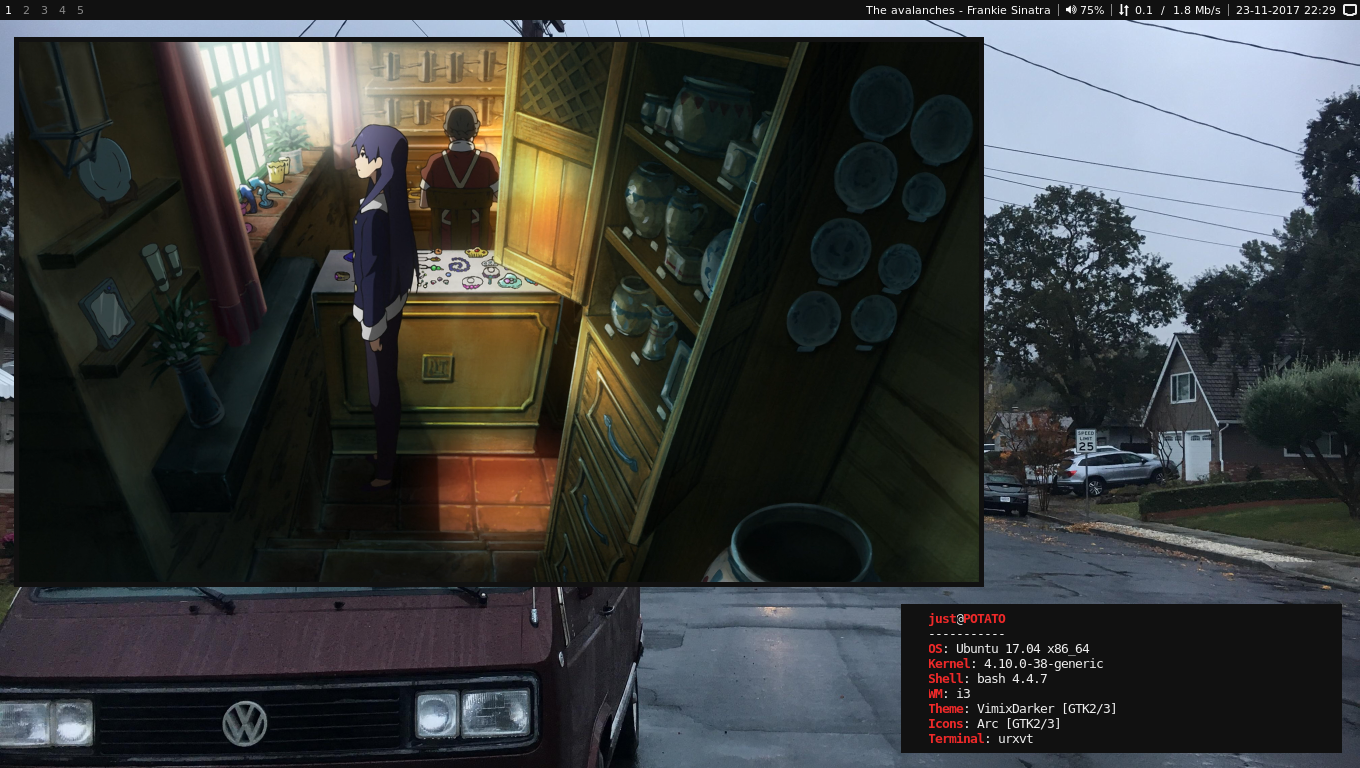 1 2 3 4 5
The avalanches - Frankie Sinatra | 75% | 0.1 / 1.8 Mb/s | 23-11-2017 22:29
SPEED
LIMIT
25
just@POTATO
-----------
OS: Ubuntu 17.04 x86_64
Kernel: 4.10.0-38-generic
Shell: bash 4.4.7
WM: i3
Theme: VimixDarker [GTK2/3]
Icons: Arc [GTK2/3]
Terminal: urxvt